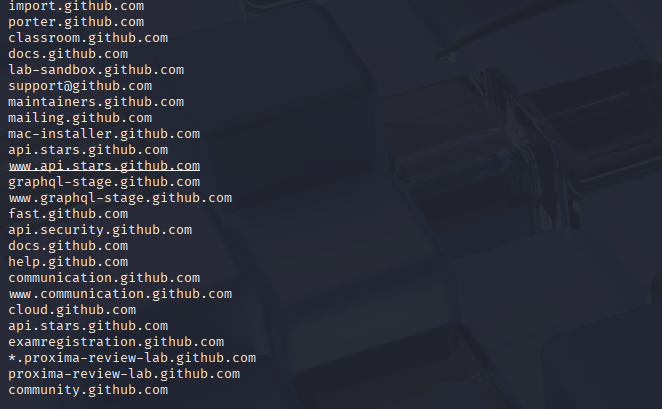 import.github.com
porter.github.com
classroom.github.com
docs.github.com
lab-sandbox.github.com
support@github.com
maintainers.github.com
mailing.github.com
mac-installer.github.com
api.stars.github.com
www.api.stars.github.com
graphql-stage.github.com
www.graphql-stage.github.com
fast.github.com
api.security.github.com
docs.github.com
help.github.com
communication.github.com
www.communication.github.com
cloud.github.com
api.stars.github.com
examregistration.github.com
*.proxima-review-lab.github.com
proxima-review-lab.github.com
community.github.com